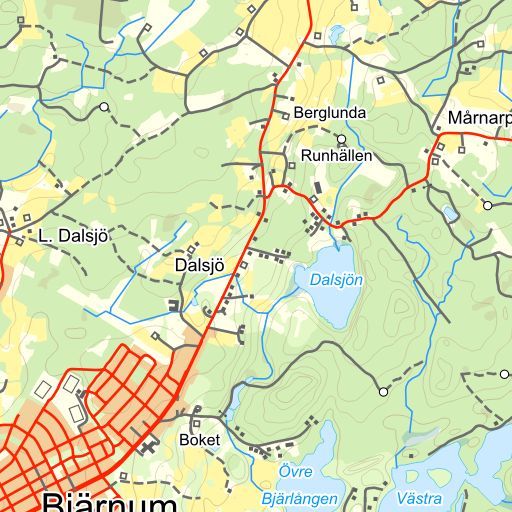 Berglunda
Mårnarp
Runhällen
L. Dalsjö
Dalsjö
Dalsjön
Boket
Övre
Bjärlången
Västra
Bjärnum